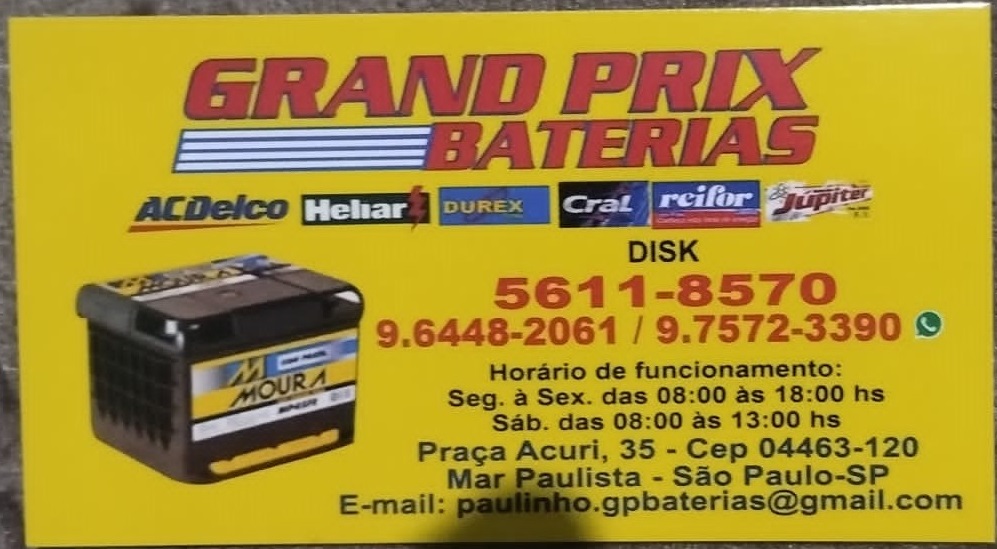 GRAND PRIX
BATERIAS
ACDelco Heliar DUREX Cral reifor Júpiter
DISK
5611-8570
9.6448-2061 / 9.7572-3390
Horário de funcionamento:
Seg. à Sex. das 08:00 às 18:00 hs
Sáb. das 08:00 às 13:00 hs
Praça Acuri, 35 - Cep 04463-120
Mar Paulista - São Paulo-SP
E-mail: paulinho.gpbaterias@gmail.com
MOURA
M
MOURA